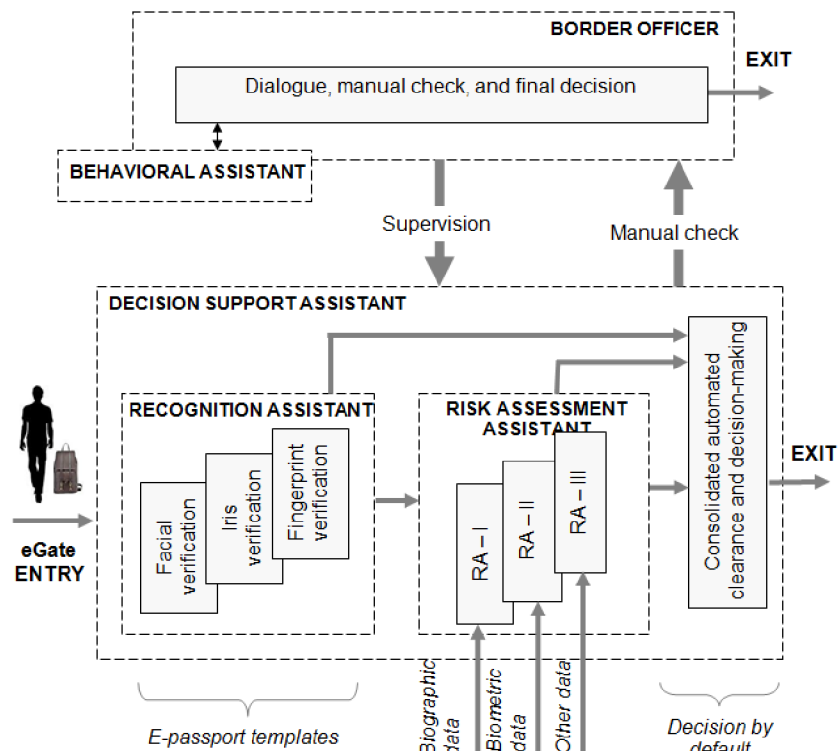 BORDER OFFICER
EXIT
Dialogue, manual check, and final decision
BEHAVIORAL ASSISTANT
Supervision
Manual check
DECISION SUPPORT ASSISTANT
RECOGNITION ASSISTANT
Facial
verification
Iris
verification
Fingerprint
verification
RISK ASSESSMENT
ASSISTANT
RA – I
RA – II
RA – III
Consolidated automated
clearance and decision-making
EXIT
eGate
ENTRY
Biographic
data
Biometric
data
Other data
E-passport templates
Decision by
default